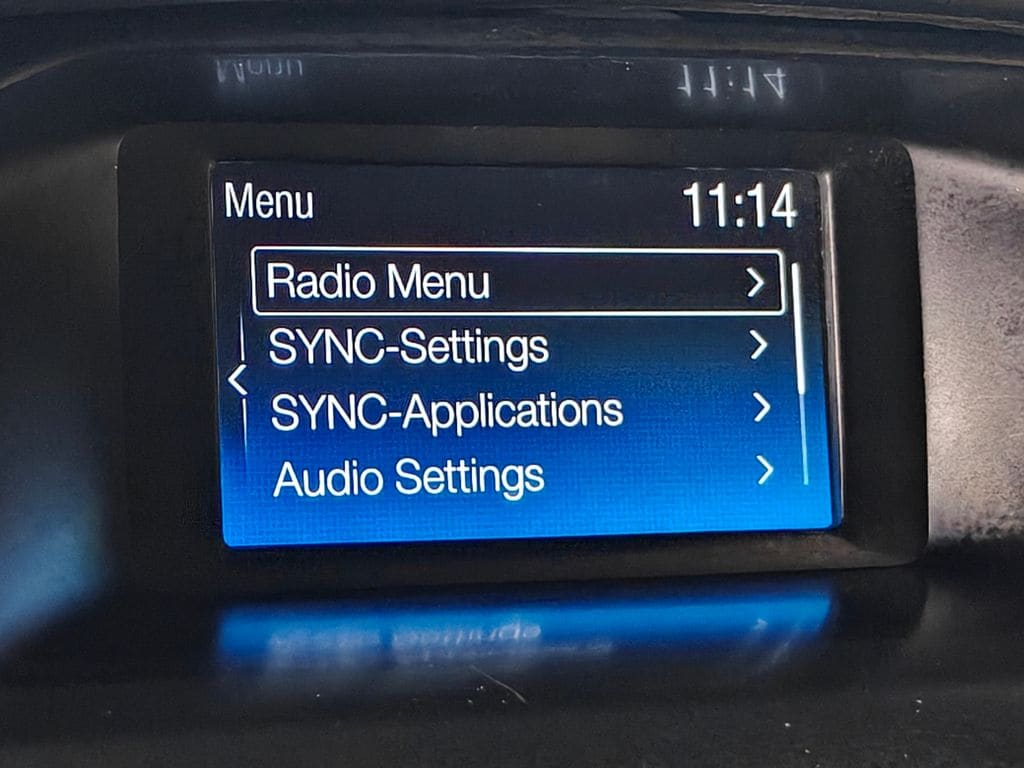 Menu 11:14
Radio Menu
SYNC-Settings
SYNC-Applications
Audio Settings